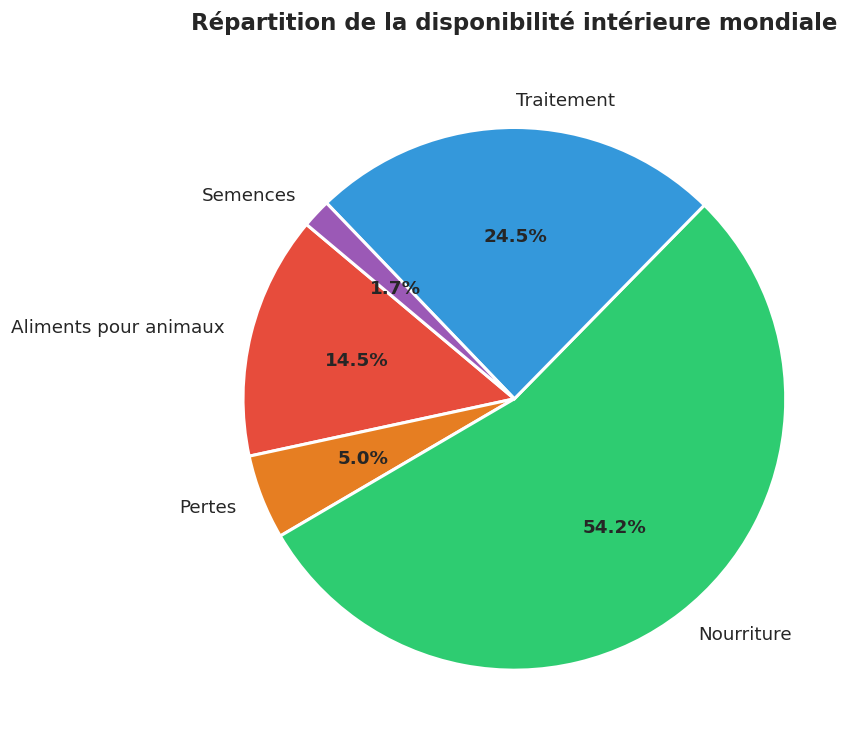 Répartition de la disponibilité intérieure mondiale
Traitement
Semences
24.5%
1.7%
Aliments pour animaux
14.5%
5.0%
Pertes
54.2%
Nourriture